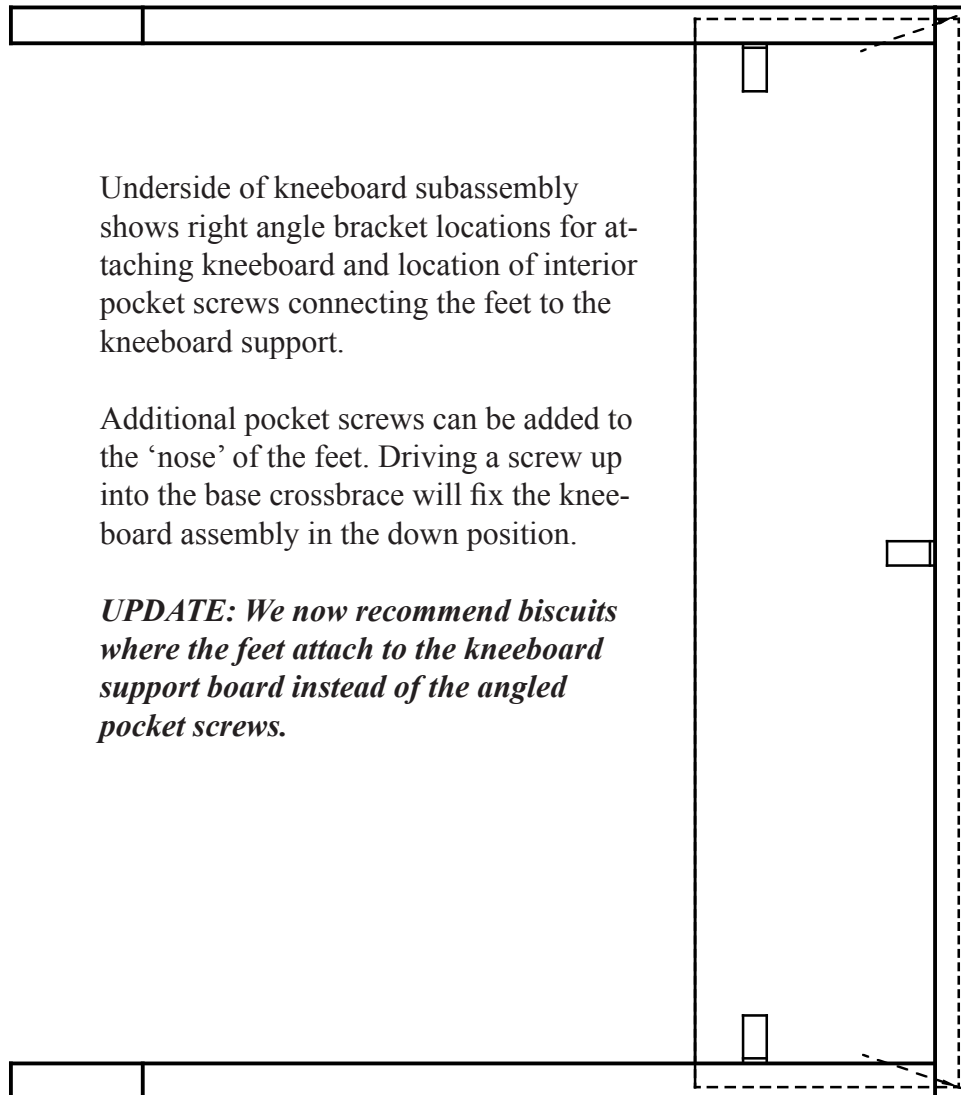 Underside of kneeboard subassembly
shows right angle bracket locations for at-
taching kneeboard and location of interior
pocket screws connecting the feet to the
kneeboard support.
Additional pocket screws can be added to
the ‘nose’ of the feet. Driving a screw up
into the base crossbrace will fix the knee-
board assembly in the down position.
UPDATE: We now recommend biscuits
where the feet attach to the kneeboard
support board instead of the angled
pocket screws.